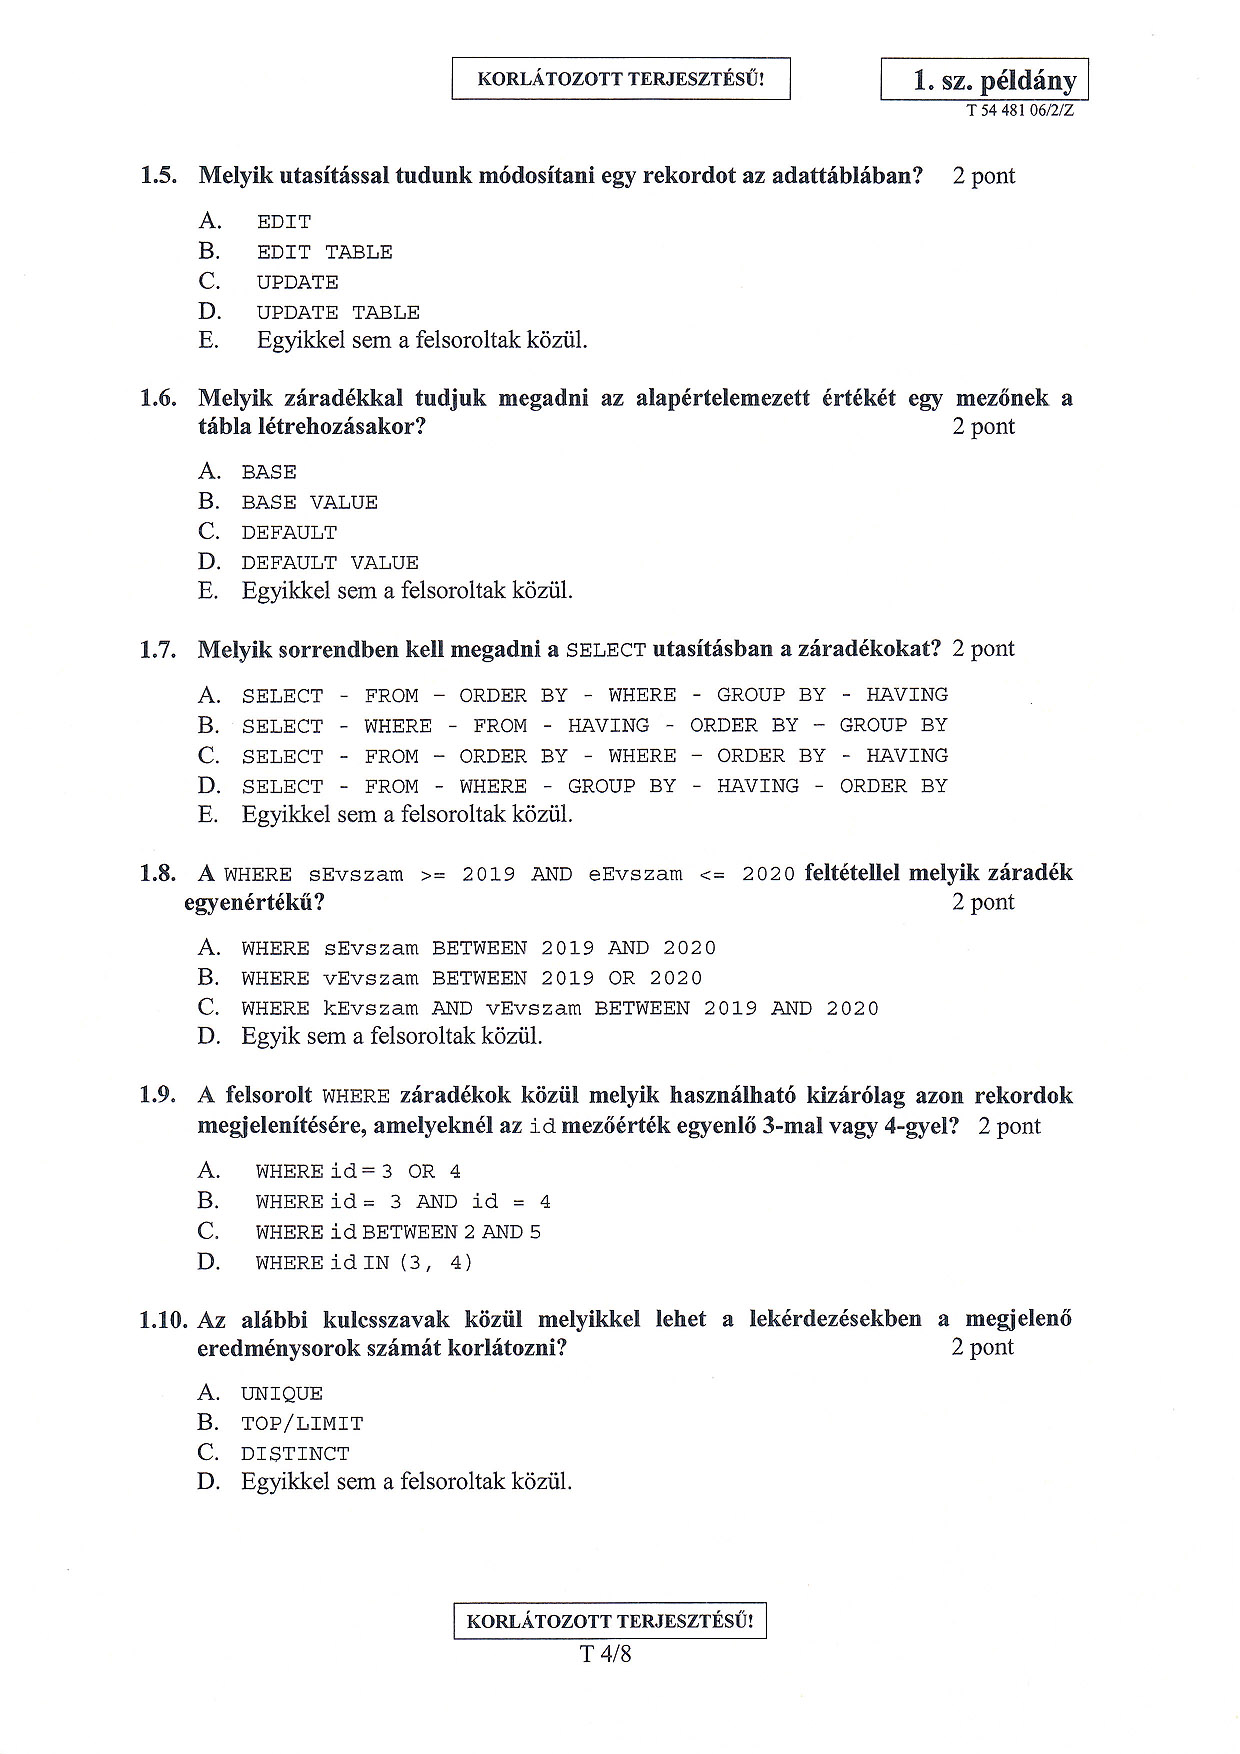 KORLÁTOZOTT TERJESZTÉSŰ!
1. sz. példány
T 54 481 06/2/Z
1.5. Melyik utasítással tudunk módosítani egy rekordot az adattáblában? 2 pont
A. EDIT
B. EDIT TABLE
C. UPDATE
D. UPDATE TABLE
E. Egyikkel sem a felsoroltak közül.
1.6. Melyik záradékkal tudjuk megadni az alapértelemezett értékét egy mezőnek a
tábla létrehozásakor? 2 pont
A. BASE
B. BASE VALUE
C. DEFAULT
D. DEFAULT VALUE
E. Egyikkel sem a felsoroltak közül.
1.7. Melyik sorrendben kell megadni a SELECT utasításban a záradékokat? 2 pont
A. SELECT - FROM – ORDER BY - WHERE - GROUP BY - HAVING
B. SELECT - WHERE - FROM - HAVING - ORDER BY – GROUP BY
C. SELECT - FROM – ORDER BY - WHERE – ORDER BY - HAVING
D. SELECT - FROM - WHERE - GROUP BY - HAVING - ORDER BY
E. Egyikkel sem a felsoroltak közül.
1.8. A WHERE sEvszam >= 2019 AND eEvszam <= 2020 feltétellel melyik záradék
egyenértékű? 2 pont
A. WHERE sEvszam BETWEEN 2019 AND 2020
B. WHERE vEvszam BETWEEN 2019 OR 2020
C. WHERE kEvszam AND vEvszam BETWEEN 2019 AND 2020
D. Egyik sem a felsoroltak közül.
1.9. A felsorolt WHERE záradékok közül melyik használható kizárólag azon rekordok
megjelenítésére, amelyeknél az id mezőérték egyenlő 3-mal vagy 4-gyel? 2 pont
A. WHERE id = 3 OR 4
B. WHERE id = 3 AND id = 4
C. WHERE id BETWEEN 2 AND 5
D. WHERE id IN (3, 4)
1.10. Az alábbi kulcsszavak közül melyikkel lehet a lekérdezésekben a megjelenő
eredménysorok számát korlátozni? 2 pont
A. UNIQUE
B. TOP/LIMIT
C. DISTINCT
D. Egyikkel sem a felsoroltak közül.
KORLÁTOZOTT TERJESZTÉSŰ!
T 4/8